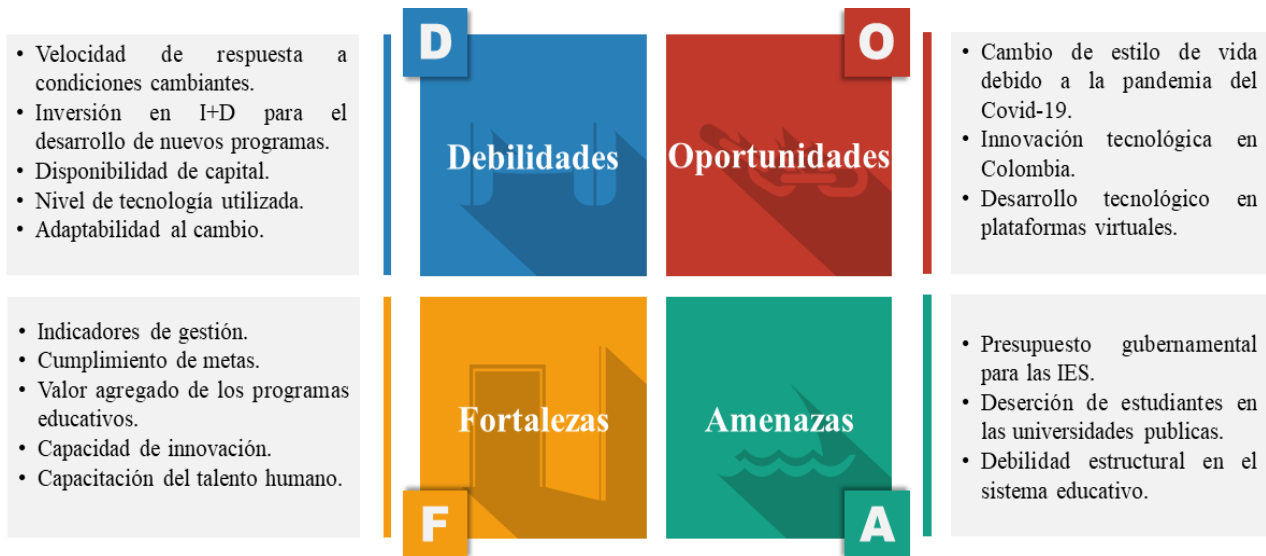 D
Debilidades
• Velocidad de respuesta a
condiciones cambiantes.
• Inversión en I+D para el
desarrollo de nuevos programas.
• Disponibilidad de capital.
• Nivel de tecnología utilizada.
• Adaptabilidad al cambio.
O
Oportunidades
• Cambio de estilo de vida
debido a la pandemia del
Covid-19.
• Innovación tecnológica en
Colombia.
• Desarrollo tecnológico en
plataformas virtuales.
• Indicadores de gestión.
• Cumplimiento de metas.
• Valor agregado de los programas
educativos.
• Capacidad de innovación.
• Capacitación del talento humano.
Fortalezas
F
Amenazas
A
• Presupuesto gubernamental
para las IES.
• Deserción de estudiantes en
las universidades publicas.
• Debilidad estructural en el
sistema educativo.